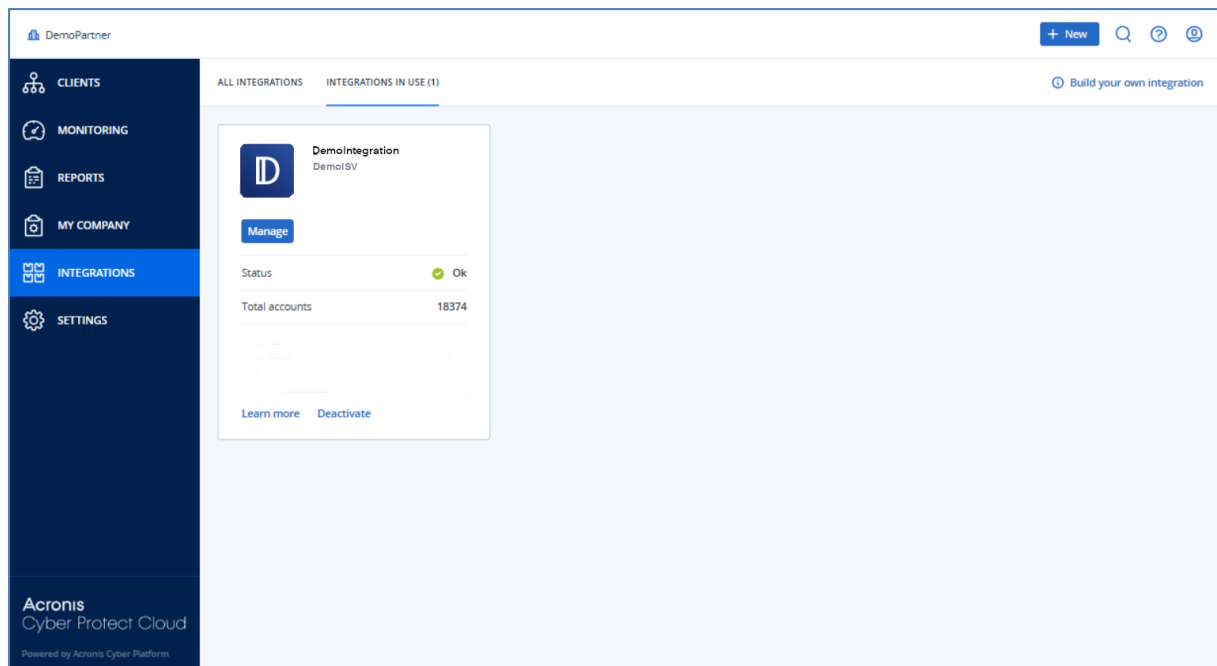 DemoPartner
+ New
CLIENTS
MONITORING
REPORTS
MY COMPANY
INTEGRATIONS
SETTINGS
ALL INTEGRATIONS INTEGRATIONS IN USE (1)
Build your own integration
D
DemoIntegration
DemoISV
Manage
Status Ok
Total accounts 18374
Learn more Deactivate
Acronis
Cyber Protect Cloud
Powered by Acronis Cyber Platform